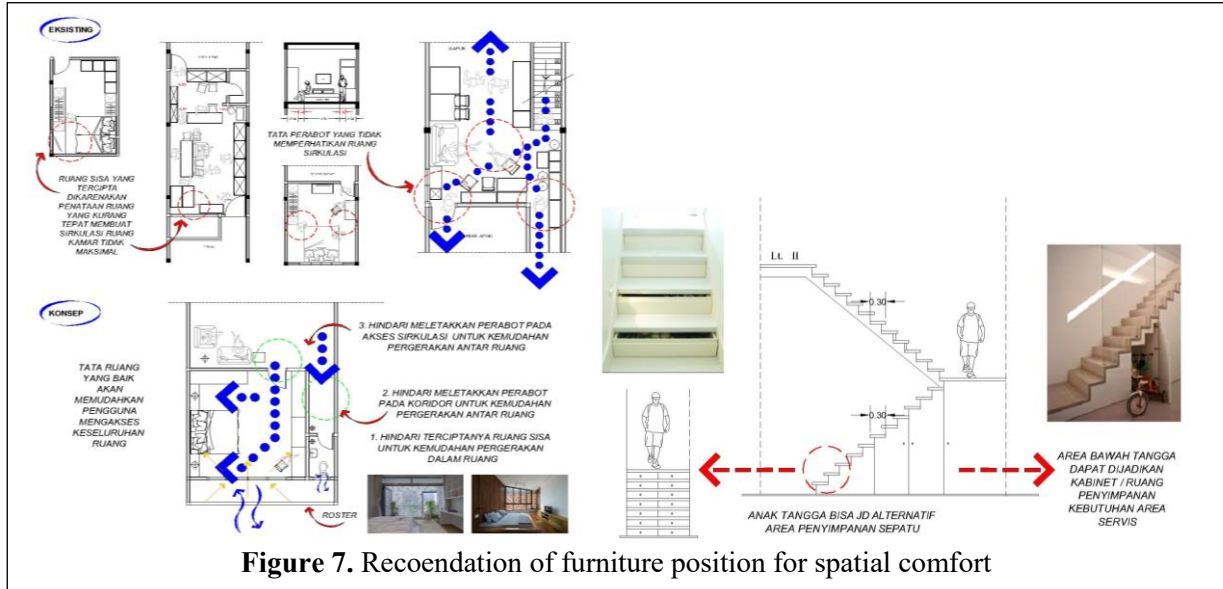 EKSISTING
DAPUR
TATA PERABOT YANG TIDAK
MEMPERHATIKAN RUANG
SIRKULASI
RUANG SISA YANG
TERCIPTA
DIKARENAKAN
PENATAAN RUANG
YANG KURANG
TEPAT MEMBUAT
SIRKULASI RUANG
KAMAR TIDAK
MAKSIMAL
KONSEP
TATA RUANG
YANG BAIK
AKAN
MEMUDAHKAN
PENGGUNA
MENGAKSES
KESELURUHAN
RUANG
3. HINDARI MELETAKKAN PERABOT PADA
AKSES SIRKULASI UNTUK KEMUDAHAN
PERGERAKAN ANTAR RUANG
2. HINDARI MELETAKKAN PERABOT
PADA KORIDOR UNTUK KEMUDAHAN
PERGERAKAN ANTAR RUANG
1. HINDARI TERCIPTANYA RUANG SISA
UNTUK KEMUDAHAN PERGERAKAN
DALAM RUANG
ROSTER
Lt. II
0.30
0.30
ANAK TANGGA BISA JD ALTERNATIF
AREA PENYIMPANAN SEPATU
AREA BAWAH TANGGA
DAPAT DIJADIKAN
KABINET / RUANG
PENYIMPANAN
KEBUTUHAN AREA
SERVIS
Figure 7. Recoendation of furniture position for spatial comfort